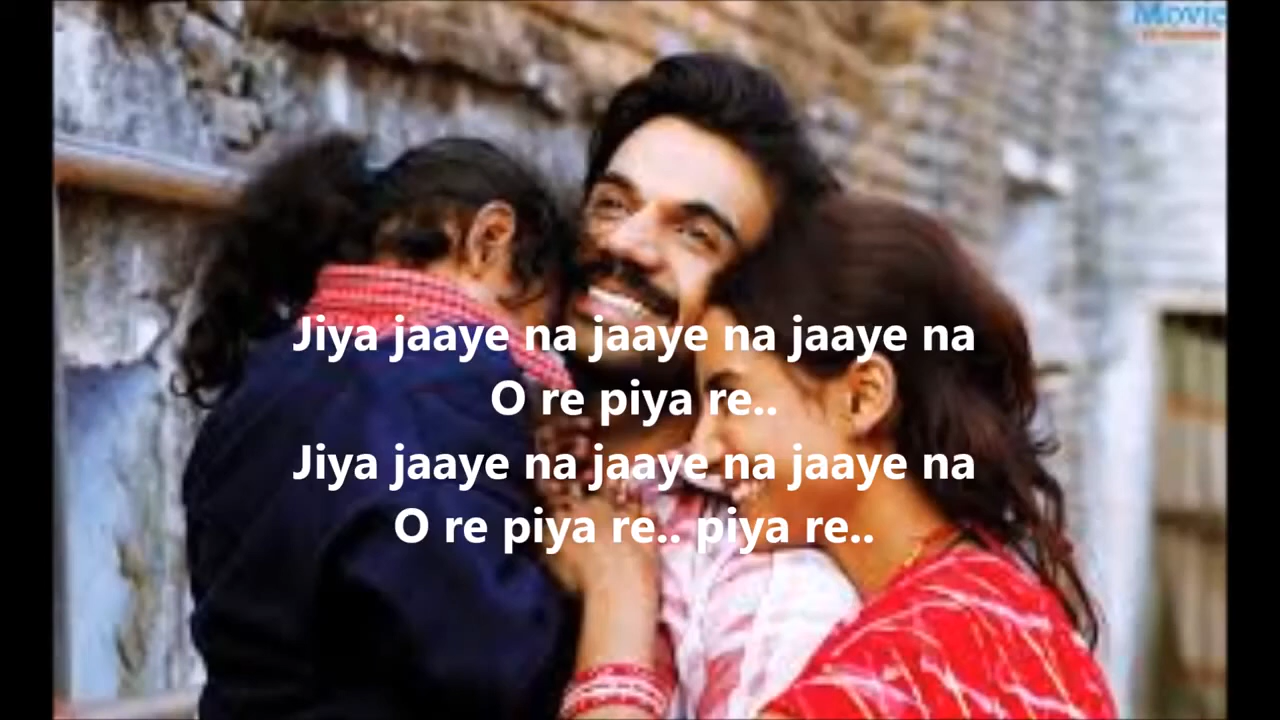 Movie
Jiya jaaye na jaaye na jaaye na
O re piya re..
Jiya jaaye na jaaye na jaaye na
O re piya re.. piya re..